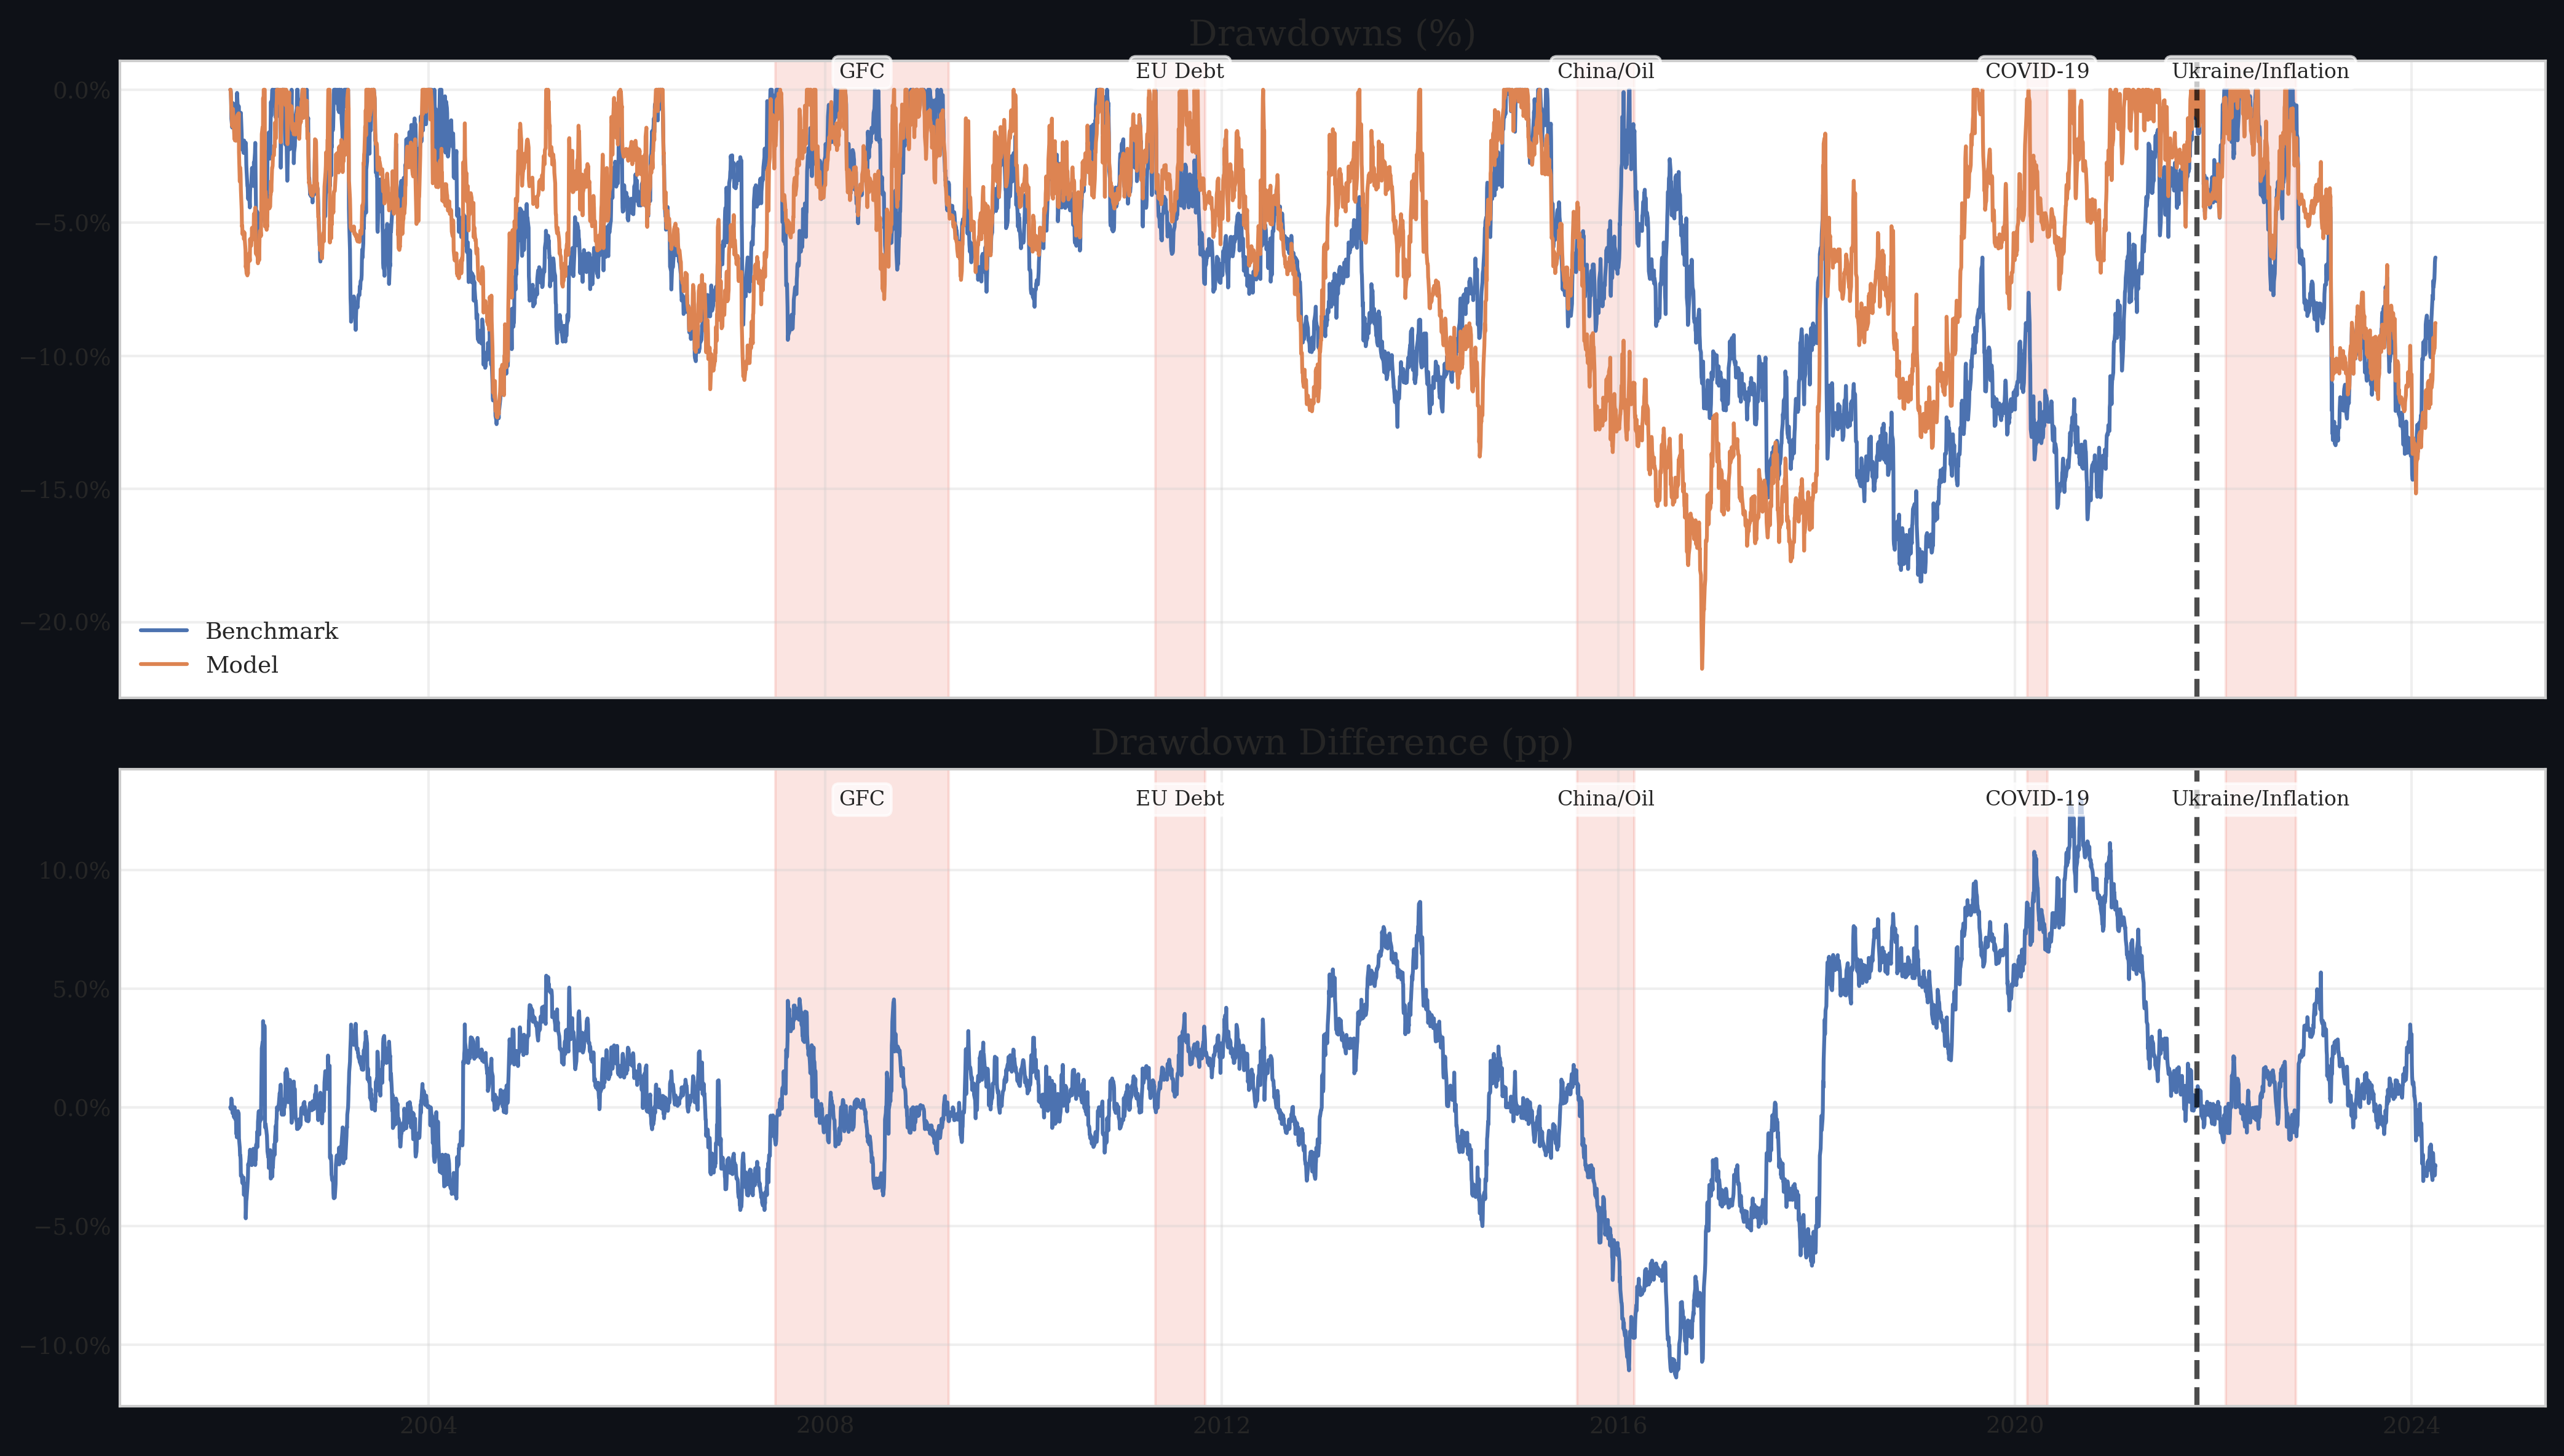 Drawdowns (%)
GFC
EU Debt
China/Oil
COVID-19
Ukraine/Inflation
0.0%
−5.0%
−10.0%
−15.0%
−20.0%
Benchmark
Model
Drawdown Difference (pp)
GFC
EU Debt
China/Oil
COVID-19
Ukraine/Inflation
10.0%
5.0%
0.0%
−5.0%
−10.0%
2004
2008
2012
2016
2020
2024